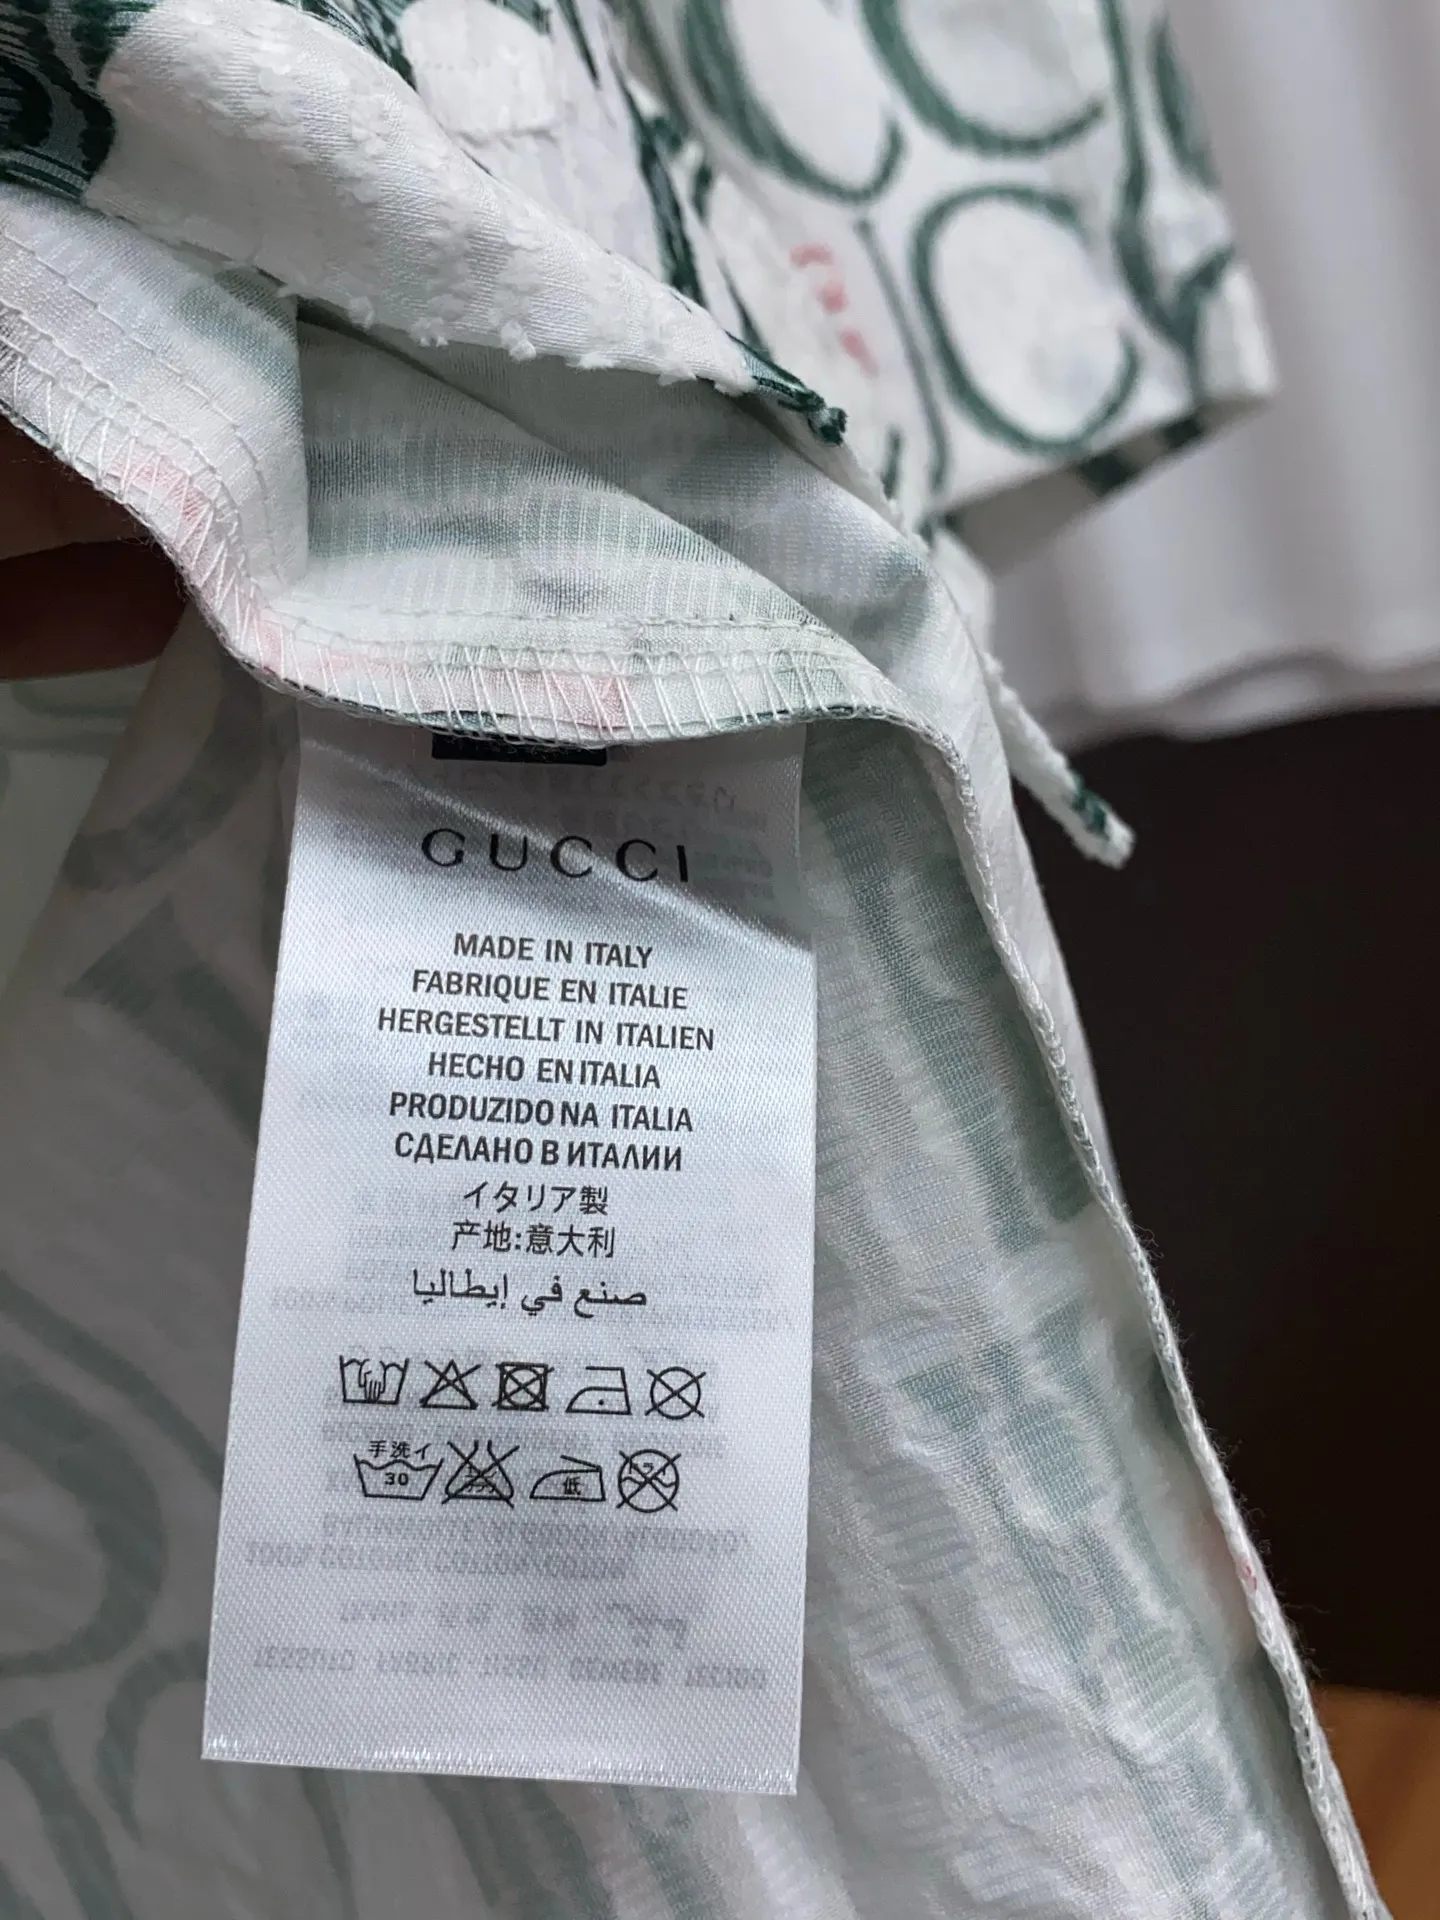 GUCCI
MADE IN ITALY
FABRIQUE EN ITALIE
HERGESTELLT IN ITALIEN
HECHO EN ITALIA
PRODUZIDO NA ITALIA
СДЕЛАНО В ИТАЛИИ
イタリア製
产地:意大利
صنع في إيطاليا
手洗イ
30
低